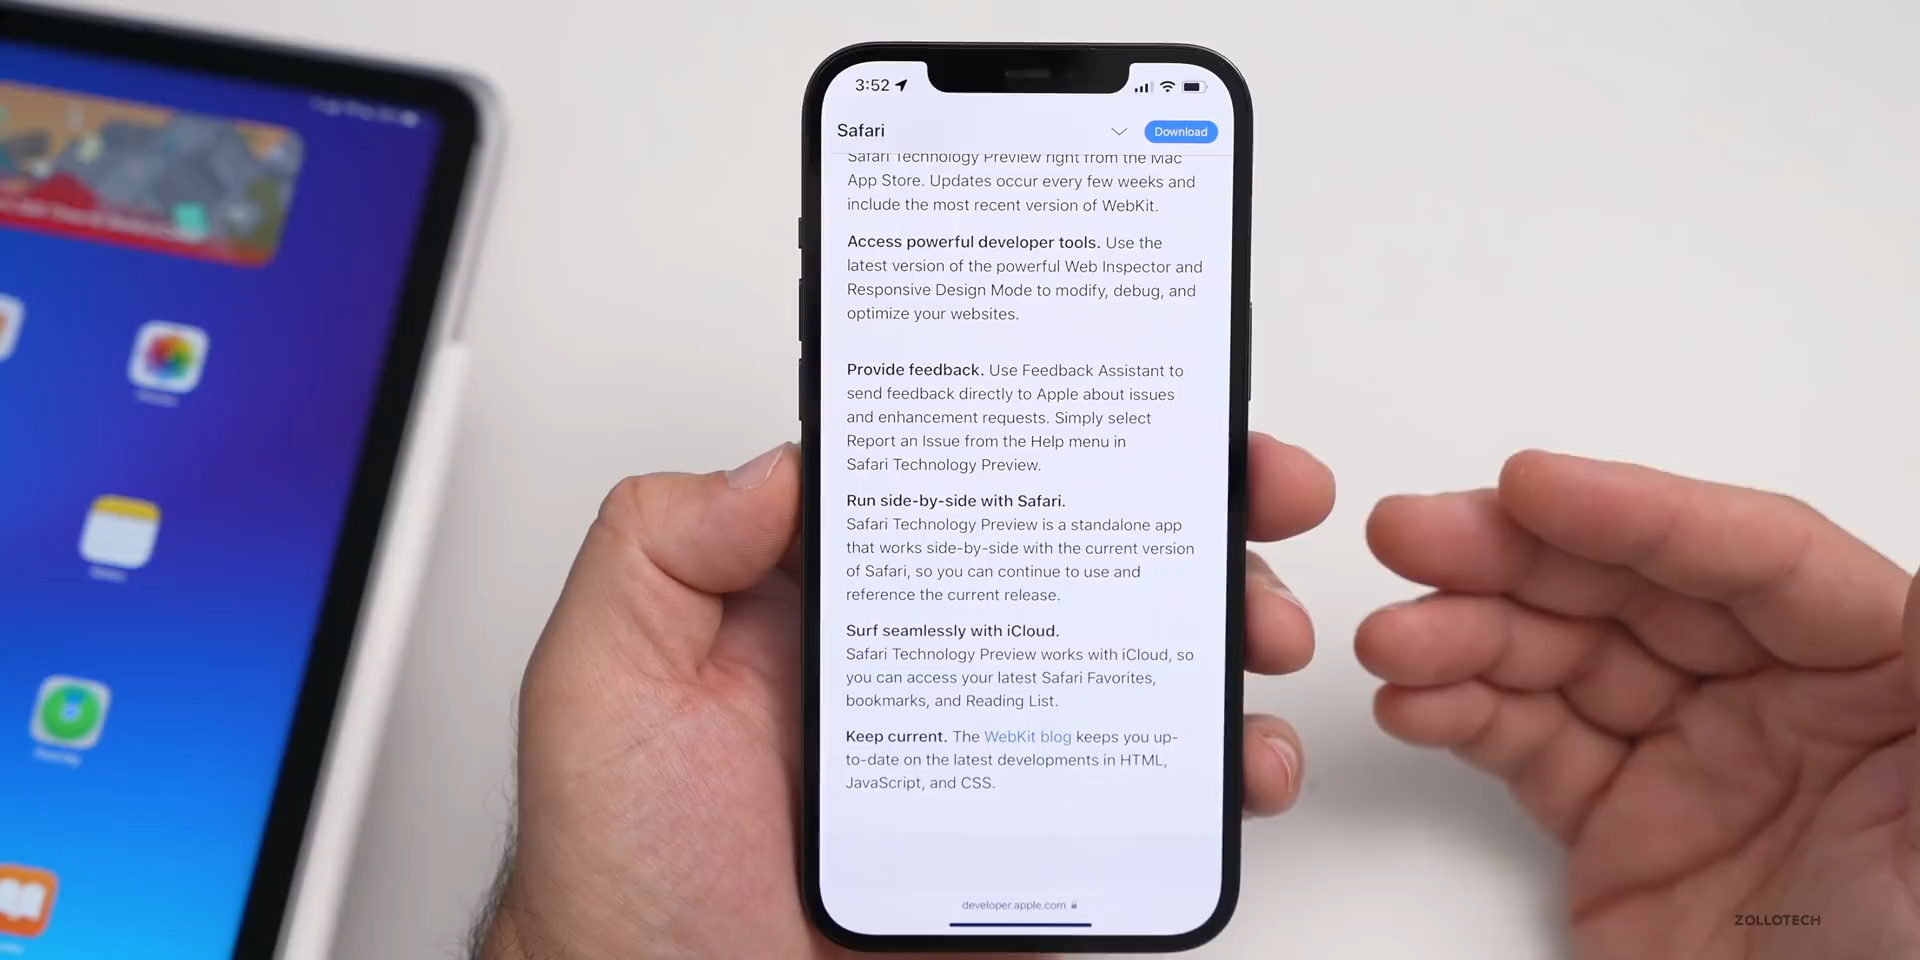 3:52
Safari
Download
Safari Technology Preview right from the Mac
App Store. Updates occur every few weeks and
include the most recent version of WebKit.
Access powerful developer tools. Use the
latest version of the powerful Web Inspector and
Responsive Design Mode to modify, debug, and
optimize your websites.
Provide feedback. Use Feedback Assistant to
send feedback directly to Apple about issues
and enhancement requests. Simply select
Report an Issue from the Help menu in
Safari Technology Preview.
Run side-by-side with Safari.
Safari Technology Preview is a standalone app
that works side-by-side with the current version
of Safari, so you can continue to use and
reference the current release.
Surf seamlessly with iCloud.
Safari Technology Preview works with iCloud, so
you can access your latest Safari Favorites,
bookmarks, and Reading List.
Keep current. The WebKit blog keeps you up-
to-date on the latest developments in HTML,
JavaScript, and CSS.
developer.apple.com
ZOLLOTECH